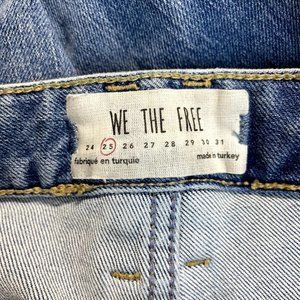 WE THE FREE
24 25 26 27 28 29 30 31
fabriqué en turquie made in turkey